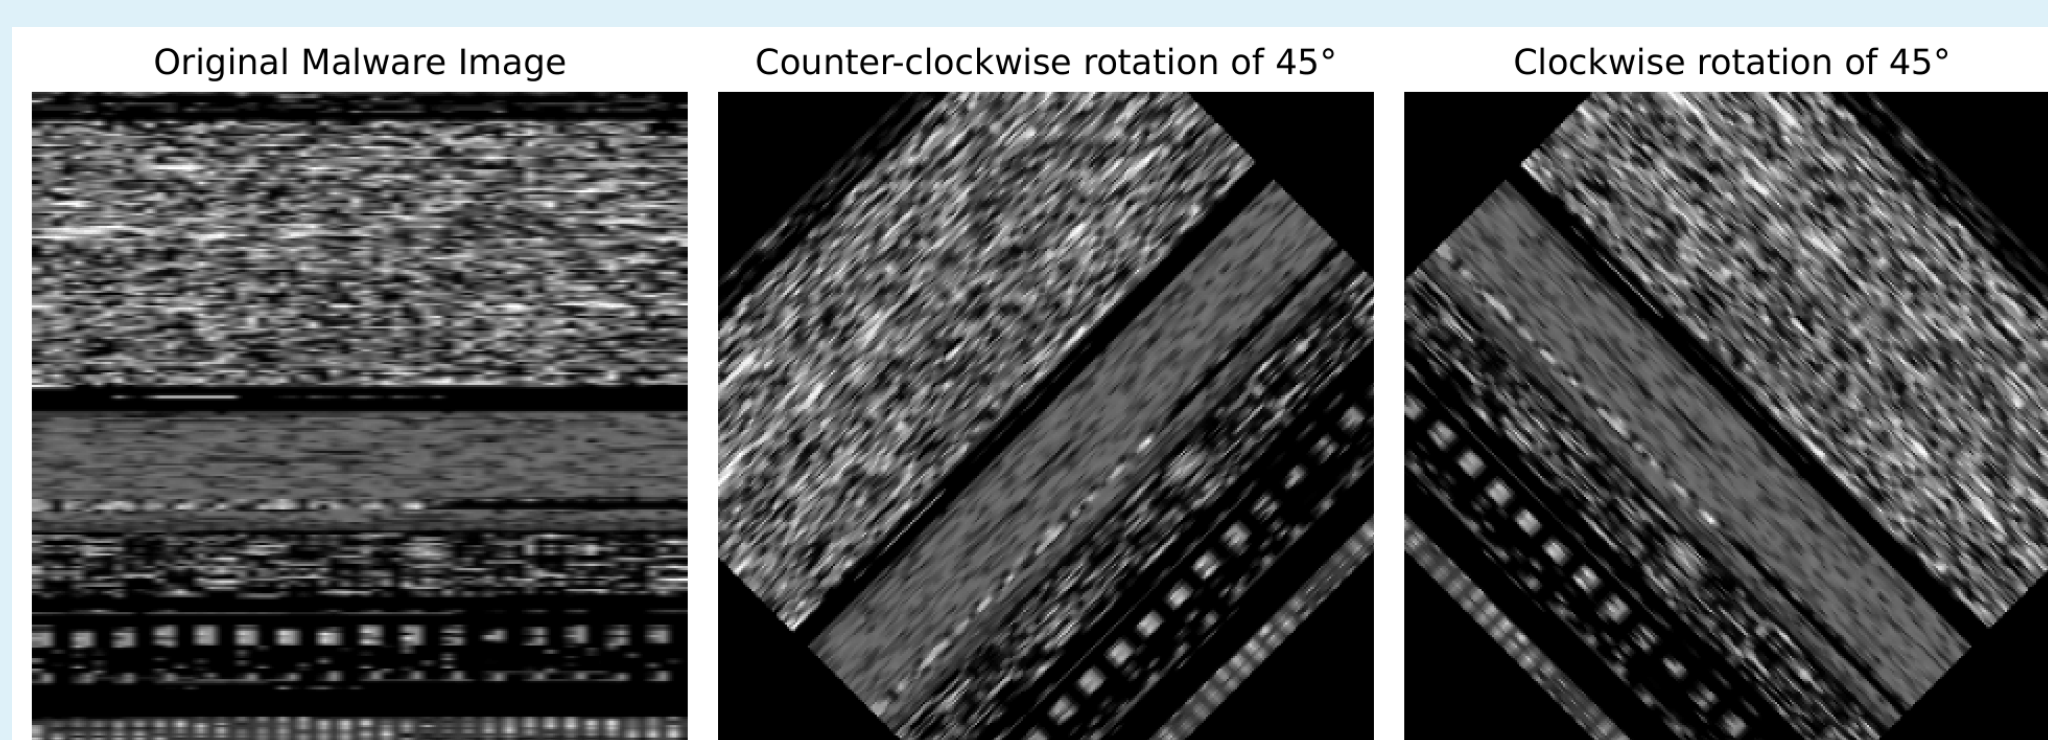 Original Malware Image
Counter-clockwise rotation of 45°
Clockwise rotation of 45°